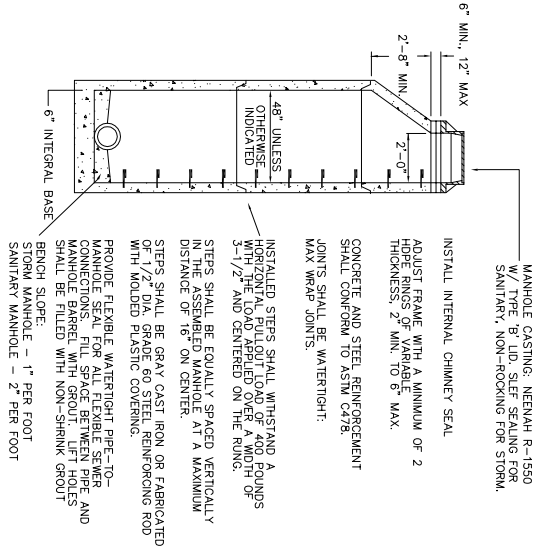 MANHOLE CASTING: NEENAH R-1550
W/ TYPE 'B' LID. SLEF SEALING FOR
SANITARY, NON-ROCKING FOR STORM.
INSTALL INTERNAL CHIMNEY SEAL
ADJUST FRAME WITH A MINIMUM OF 2
HDPE RINGS OF VARIABLE
THICKNESS, 2" MIN. TO 6" MAX.
CONCRETE AND STEEL REINFORCEMENT
SHALL CONFORM TO ASTM C478.
JOINTS SHALL BE WATERTIGHT:
MAX WRAP JOINTS.
INSTALLED STEPS SHALL WITHSTAND A
HORIZONTAL PULLOUT LOAD OF 400 POUNDS
WITH THE LOAD APPLIED OVER A WIDTH OF
3-1/2" AND CENTERED ON THE RUNG.
STEPS SHALL BE EQUALLY SPACED VERTICALLY
IN THE ASSEMBLED MANHOLE AT A MAXIMUM
DISTANCE OF 16" ON CENTER.
STEPS SHALL BE GRAY CAST IRON OR FABRICATED
OF 1/2" DIA. GRADE 60 STEEL REINFORCING ROD
WITH MOLDED PLASTIC COVERING.
PROVIDE FLEXIBLE WATERTIGHT PIPE-TO-
MANHOLE SEAL FOR ALL FLEXIBLE SEWER
CONNECTIONS. FILL SPACE BETWEEN PIPE AND
MANHOLE BARREL WITH GROUT. LIFT HOLES
SHALL BE FILLED WITH NON-SHRINK GROUT
BENCH SLOPE:
STORM MANHOLE - 1" PER FOOT
SANITARY MANHOLE - 2" PER FOOT
6" MIN., 12" MAX
2'-8" MIN.
2'-0"
48" UNLESS
OTHERWISE
INDICATED
6" INTEGRAL BASE